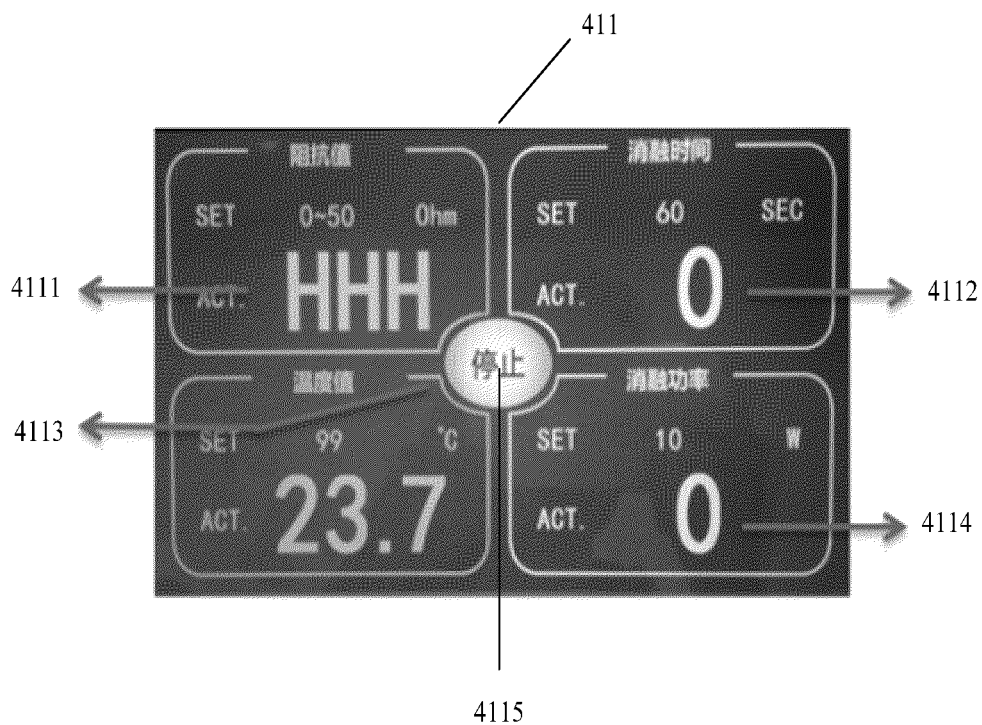 411
阻抗值
SET 0~50 Ohm
ACT. HHH
消融时间
SET 60 SEC
ACT. 0
4111
4112
停止
温度值
SET 99 °C
ACT. 23.7
消融功率
SET 10 W
ACT. 0
4113
4114
4115